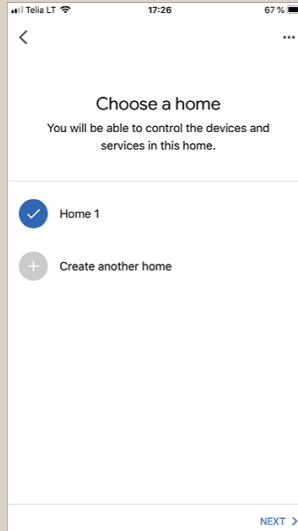 Telia LT 17:26 67 %
Choose a home
You will be able to control the devices and
services in this home.
Home 1
Create another home
NEXT